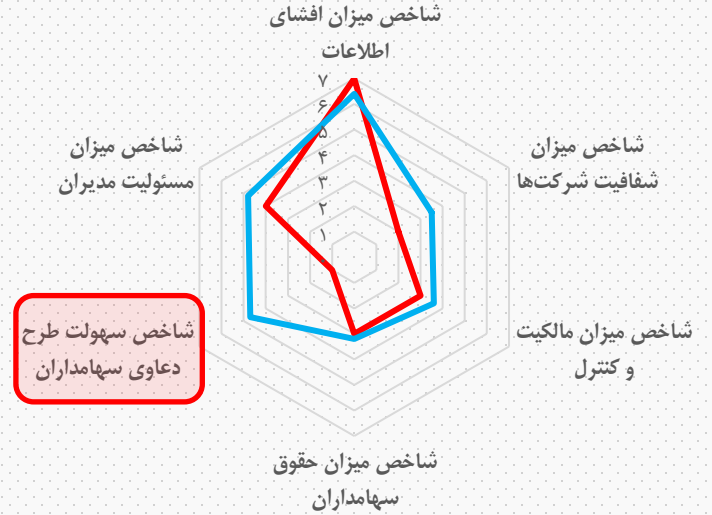 شاخص میزان افشای
اطلاعات
۷
۶
۵
۴
۳
۲
۱
شاخص میزان
شفافیت شرکت‌ها
شاخص میزان
مسئولیت مدیران
شاخص میزان مالکیت
و کنترل
شاخص سهولت طرح
دعاوی سهامداران
شاخص میزان حقوق
سهامداران